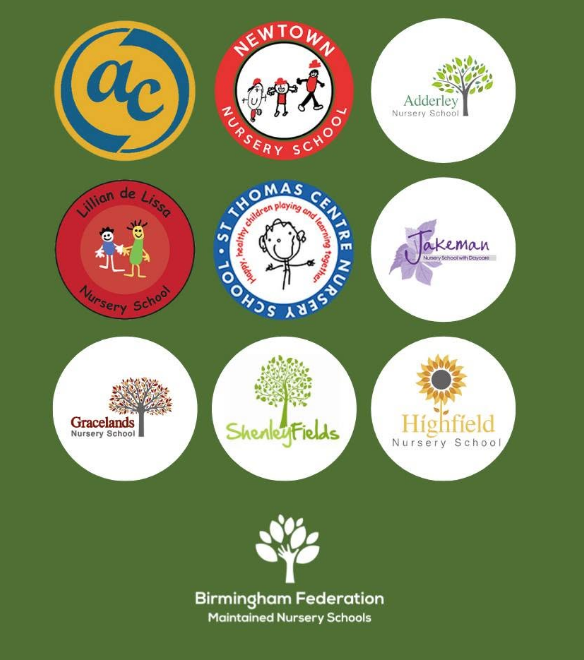 ac
NEWTOWN
NURSERY SCHOOL
Adderley
Nursery School
Lillian de Lissa
Nursery School
ST THOMAS CENTRE NURSERY SCHOOL •
Happy, healthy children playing and learning together
Jakeman
Nursery School with Daycare
Gracelands
Nursery School
ShenleyFields
Highfield
Nursery School
Birmingham Federation
Maintained Nursery Schools